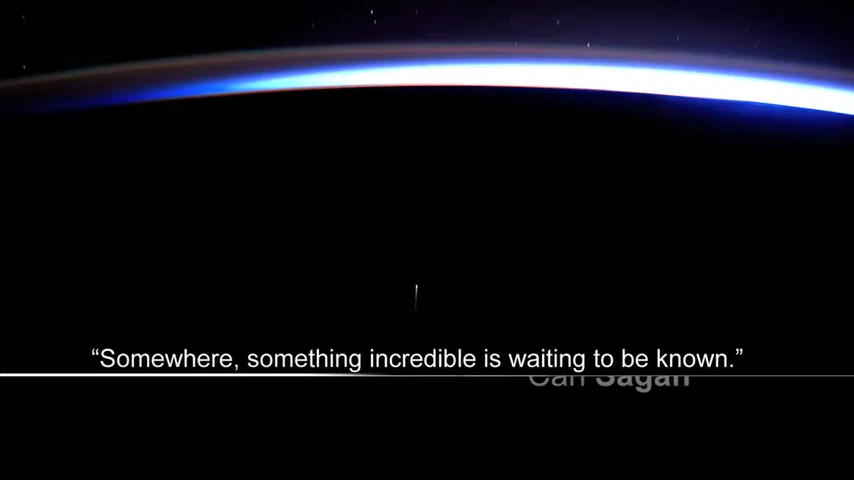 “Somewhere, something incredible is waiting to be known.”
Carl Sagan